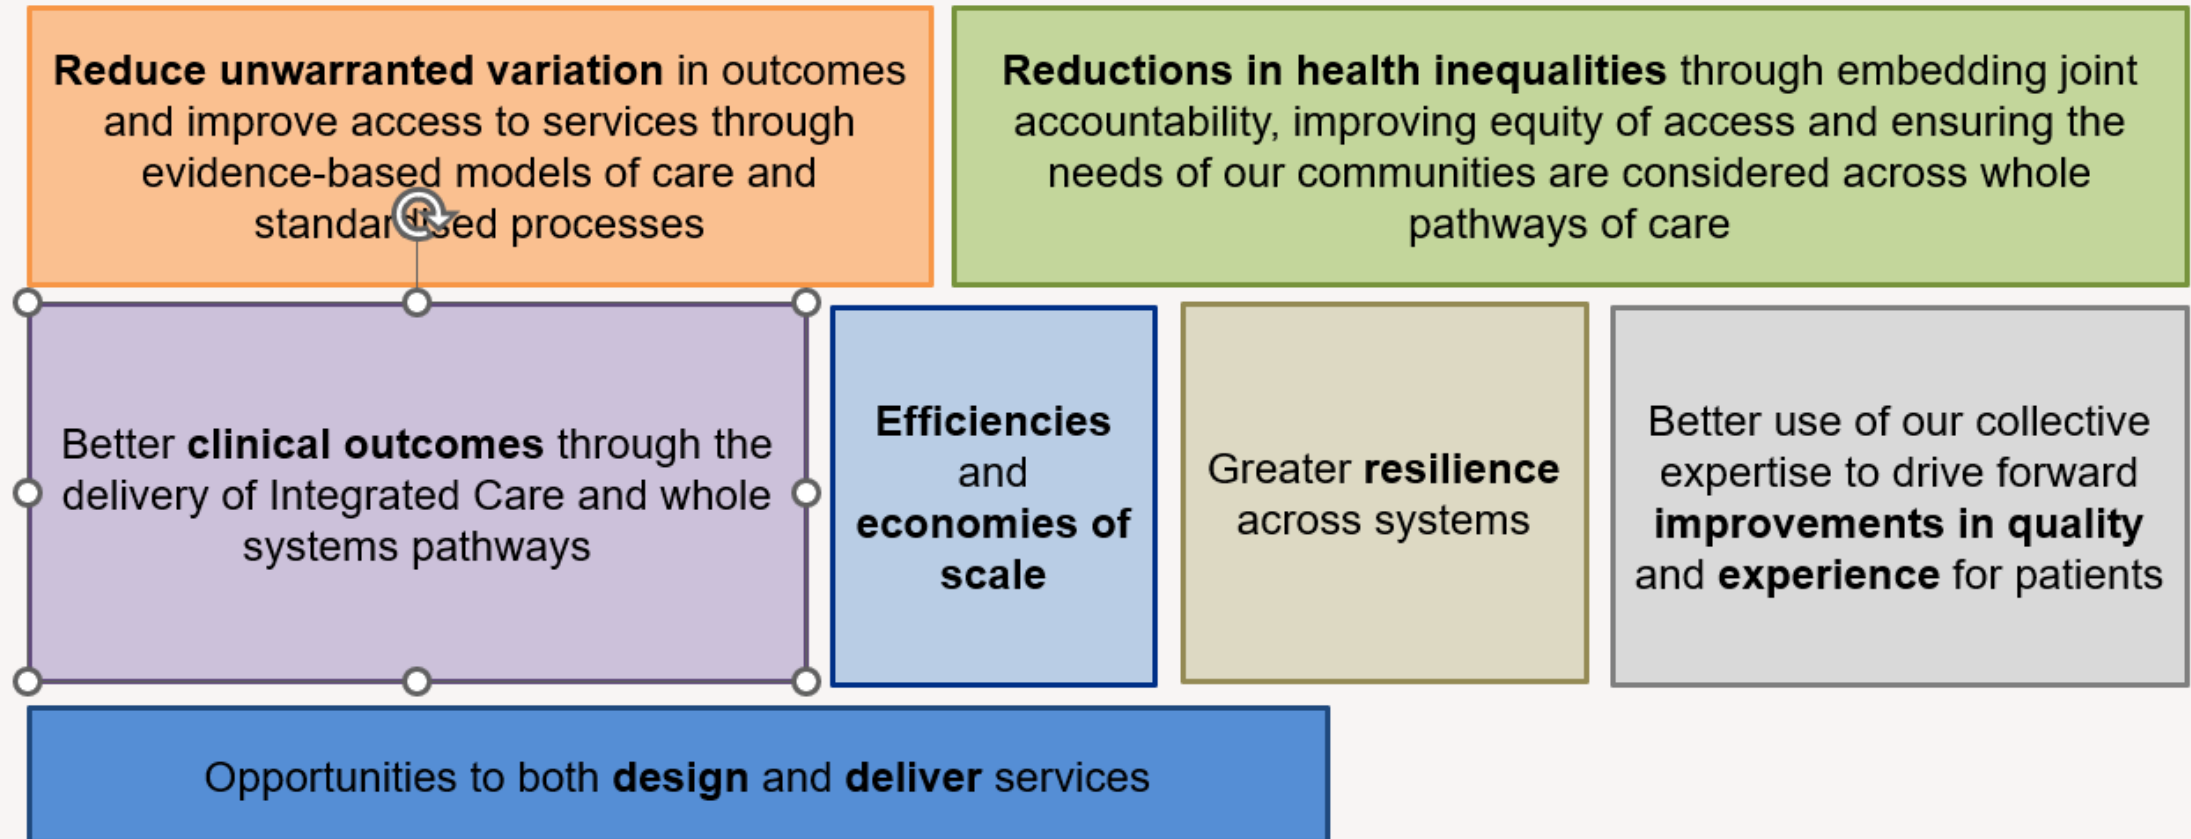 Reduce unwarranted variation in outcomes
and improve access to services through
evidence-based models of care and
standardised processes
Reductions in health inequalities through embedding joint
accountability, improving equity of access and ensuring the
needs of our communities are considered across whole
pathways of care
Better clinical outcomes through the
delivery of Integrated Care and whole
systems pathways
Efficiencies
and
economies of
scale
Greater resilience
across systems
Better use of our collective
expertise to drive forward
improvements in quality
and experience for patients
Opportunities to both design and deliver services